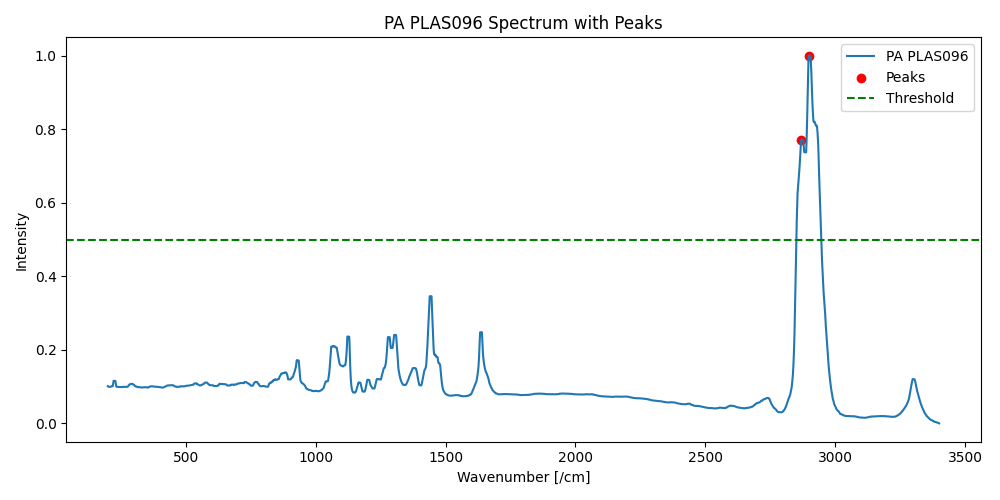 PA PLAS096 Spectrum with Peaks
PA PLAS096
Peaks
Threshold
Intensity
1.0
0.8
0.6
0.4
0.2
0.0
500 1000 1500 2000 2500 3000 3500
Wavenumber [/cm]